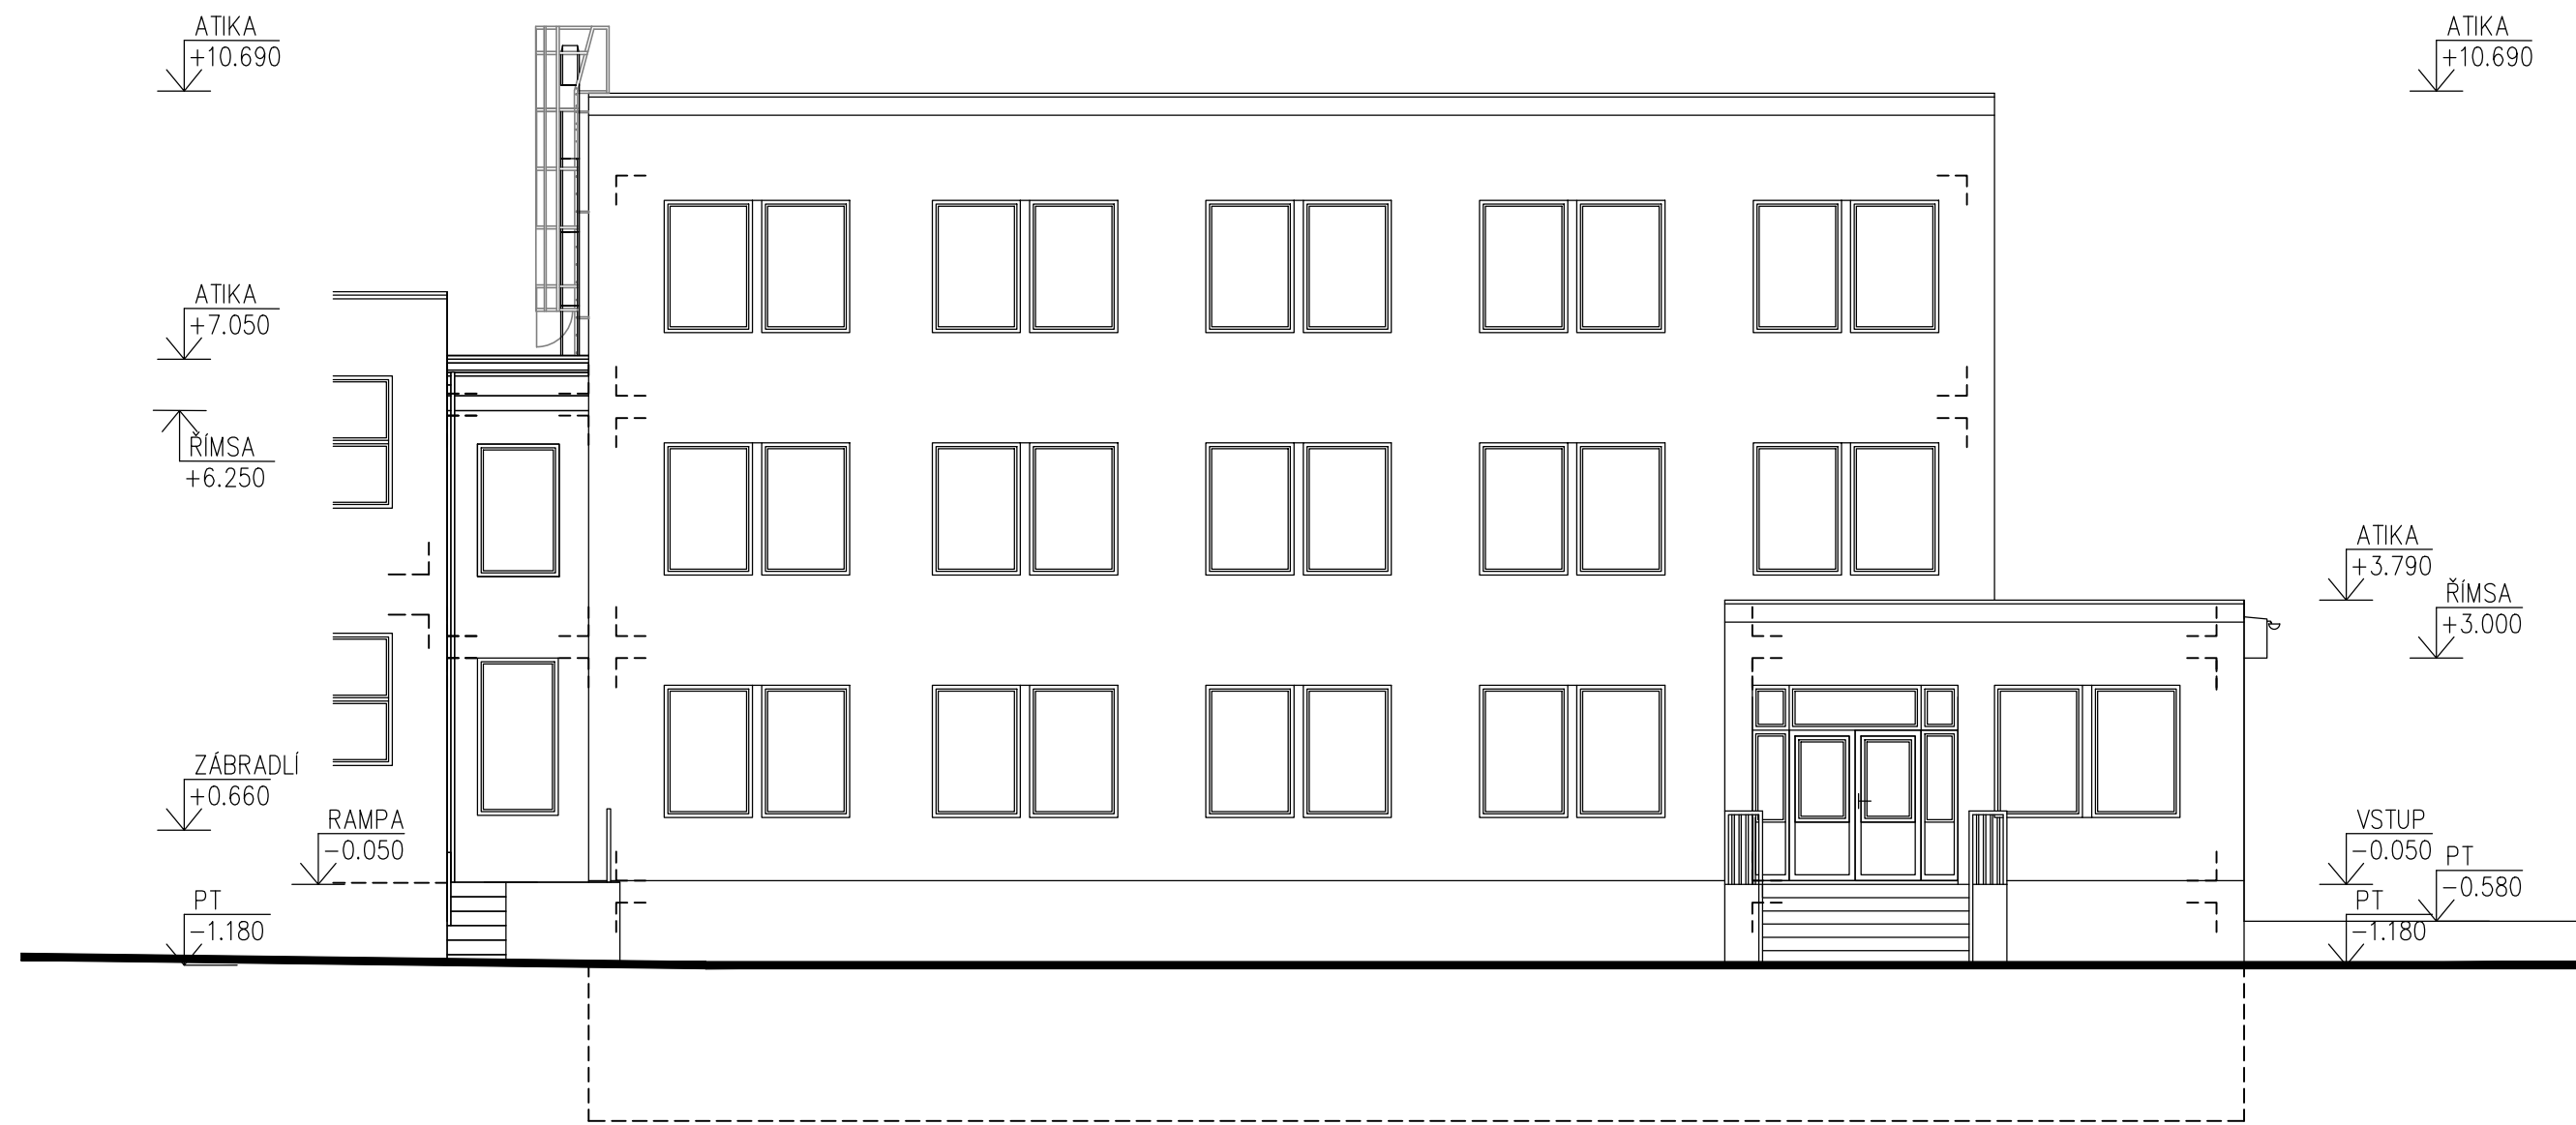 ATIKA
+10.690
ATIKA
+10.690
ATIKA
+7.050
ŘÍMSA
+6.250
ATIKA
+3.790
ŘÍMSA
+3.000
ZÁBRADLÍ
+0.660
RAMPA
-0.050
VSTUP
-0.050
PT
-0.580
PT
-1.180
PT
-1.180